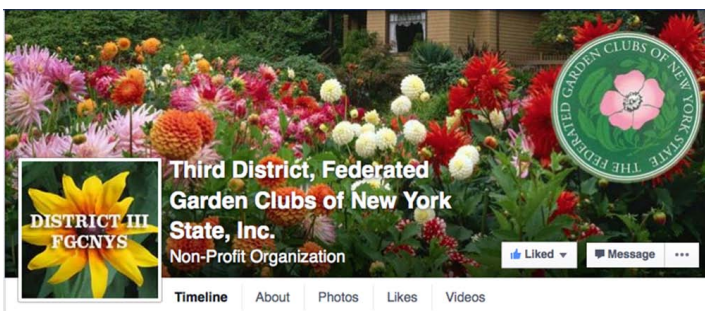 THE FEDERATED GARDEN CLUBS OF NEW YORK STATE
DISTRICT III
FGCNYS
Third District, Federated
Garden Clubs of New York
State, Inc.
Non-Profit Organization
Liked
Message
Timeline About Photos Likes Videos